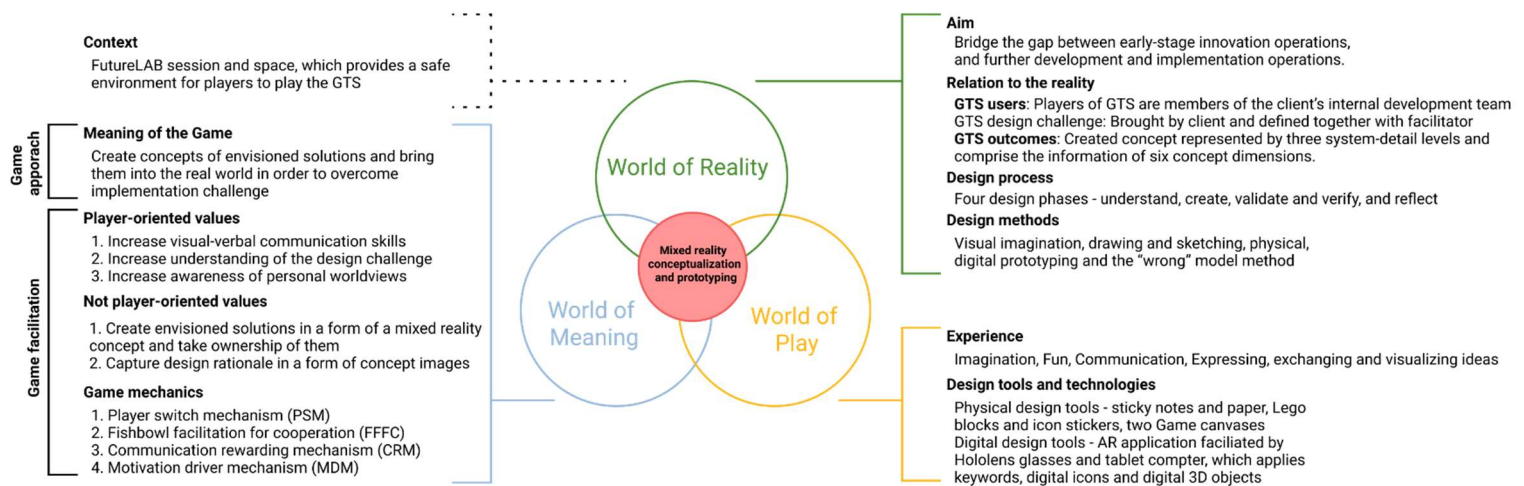 Context
FutureLAB session and space, which provides a safe
environment for players to play the GTS
Game
apporach
Meaning of the Game
Create concepts of envisioned solutions and bring
them into the real world in order to overcome
implementation challenge
Game facilitation
Player-oriented values
1. Increase visual-verbal communication skills
2. Increase understanding of the design challenge
3. Increase awareness of personal worldviews
Not player-oriented values
1. Create envisioned solutions in a form of a mixed reality
concept and take ownership of them
2. Capture design rationale in a form of concept images
Game mechanics
1. Player switch mechanism (PSM)
2. Fishbowl facilitation for cooperation (FFFC)
3. Communication rewarding mechanism (CRM)
4. Motivation driver mechanism (MDM)
World of Reality
Mixed reality
conceptualization
and prototyping
World of
Meaning
World of
Play
Aim
Bridge the gap between early-stage innovation operations,
and further development and implementation operations.
Relation to the reality
GTS users: Players of GTS are members of the client's internal development team
GTS design challenge: Brought by client and defined together with facilitator
GTS outcomes: Created concept represented by three system-detail levels and
comprise the information of six concept dimensions.
Design process
Four design phases - understand, create, validate and verify, and reflect
Design methods
Visual imagination, drawing and sketching, physical,
digital prototyping and the “wrong” model method
Experience
Imagination, Fun, Communication, Expressing, exchanging and visualizing ideas
Design tools and technologies
Physical design tools - sticky notes and paper, Lego
blocks and icon stickers, two Game canvases
Digital design tools - AR application faciliated by
Hololens glasses and tablet compter, which applies
keywords, digital icons and digital 3D objects